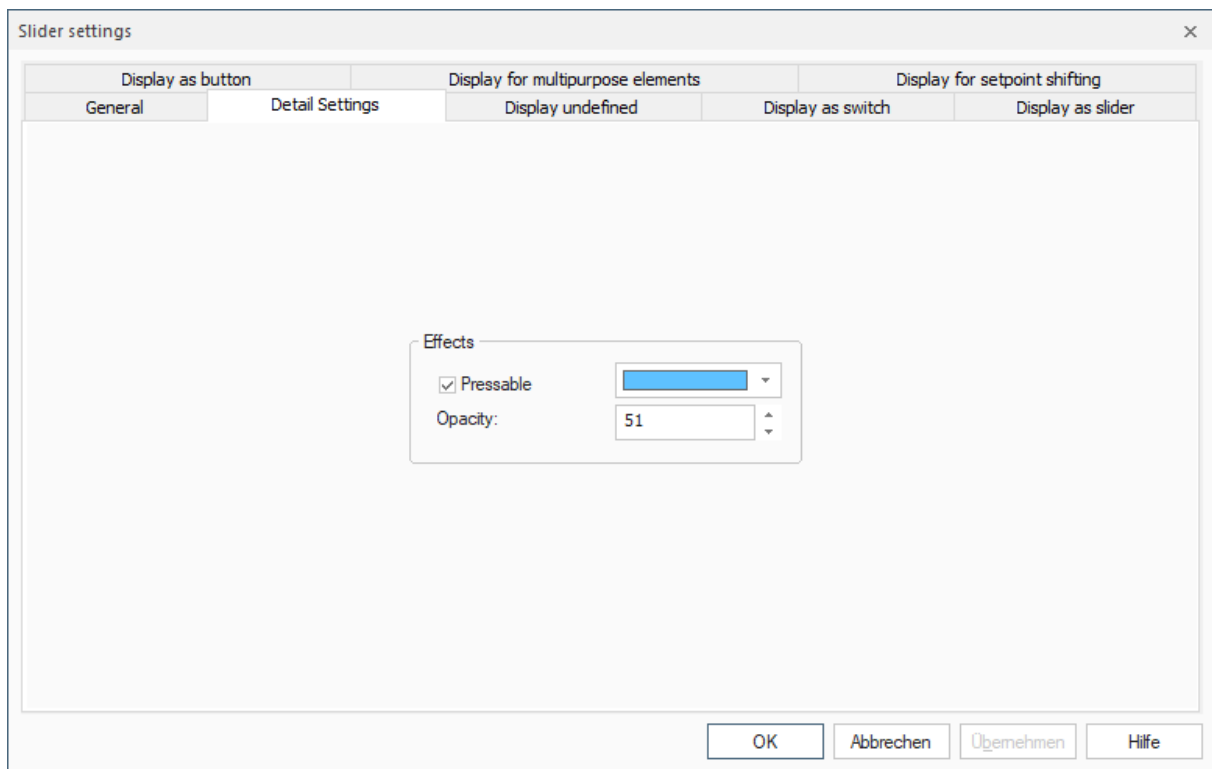 Slider settings
Display as button Display for multipurpose elements Display for setpoint shifting
General Detail Settings Display undefined Display as switch Display as slider
Effects
Pressable
Opacity: 51
OK Abbrechen Übernehmen Hilfe